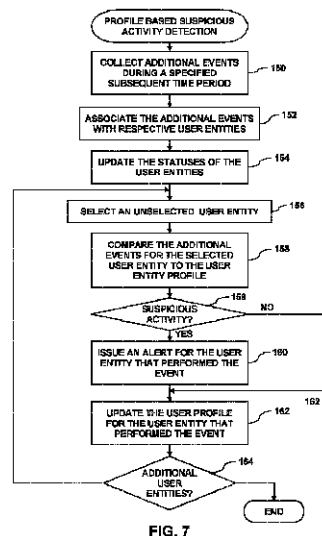 PROFILE BASED SUSPICIOUS
ACTIVITY DETECTION
150
COLLECT ADDITIONAL EVENTS
DURING A SPECIFIED
SUBSEQUENT TIME PERIOD
152
ASSOCIATE THE ADDITIONAL EVENTS
WITH RESPECTIVE USER ENTITIES
154
UPDATE THE STATUSES OF THE
USER ENTITIES
156
SELECT AN UNSELECTED USER ENTITY
158
COMPARE THE ADDITIONAL
EVENTS FOR THE SELECTED
USER ENTITY TO THE USER
ENTITY PROFILE
159
SUSPICIOUS
ACTIVITY?
NO
YES
160
ISSUE AN ALERT FOR THE USER
ENTITY THAT PERFORMED THE
EVENT
162
162
UPDATE THE USER PROFILE
FOR THE USER ENTITY THAT
PERFORMED THE EVENT
164
ADDITIONAL
USER
ENTITIES?
END
FIG. 7